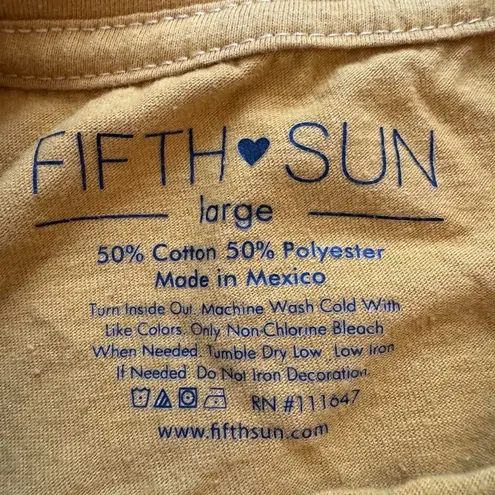 FIFTH♥SUN
large
50% Cotton 50% Polyester
Made in Mexico
Turn Inside Out. Machine Wash Cold With
Like Colors. Only Non-Chlorine Bleach
When Needed. Tumble Dry Low. Low Iron
If Needed. Do Not Iron Decoration.
RN #111647
www.fifthsun.com